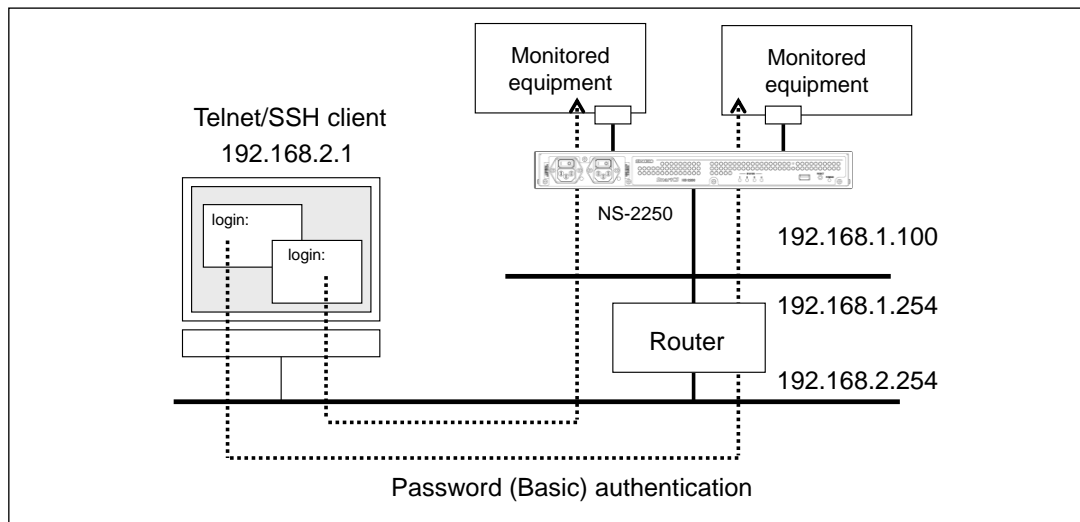 Monitored
equipment
Monitored
equipment
Telnet/SSH client
192.168.2.1
login:
login:
NS-2250
192.168.1.100
192.168.1.254
Router
192.168.2.254
Password (Basic) authentication